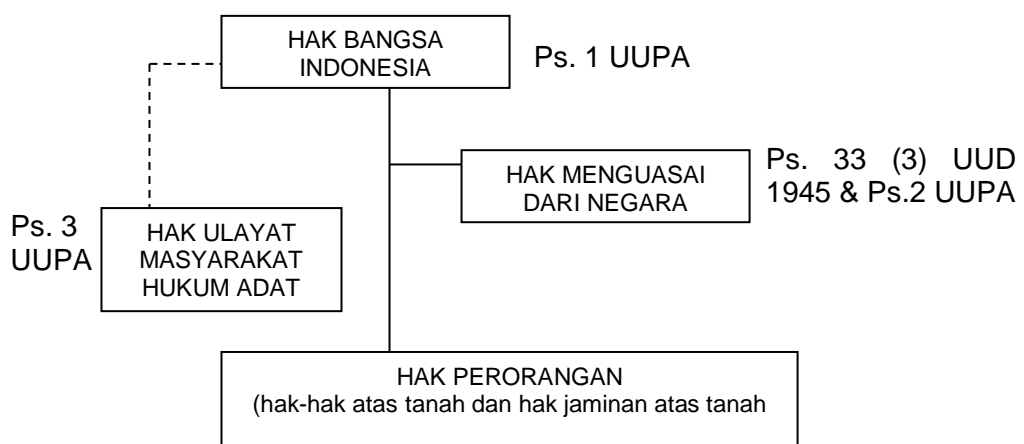 HAK BANGSA
INDONESIA
Ps. 1 UUPA
HAK MENGUASAI
DARI NEGARA
Ps. 33 (3) UUD
1945 & Ps.2 UUPA
Ps. 3
UUPA
HAK ULAYAT
MASYARAKAT
HUKUM ADAT
HAK PERORANGAN
(hak-hak atas tanah dan hak jaminan atas tanah